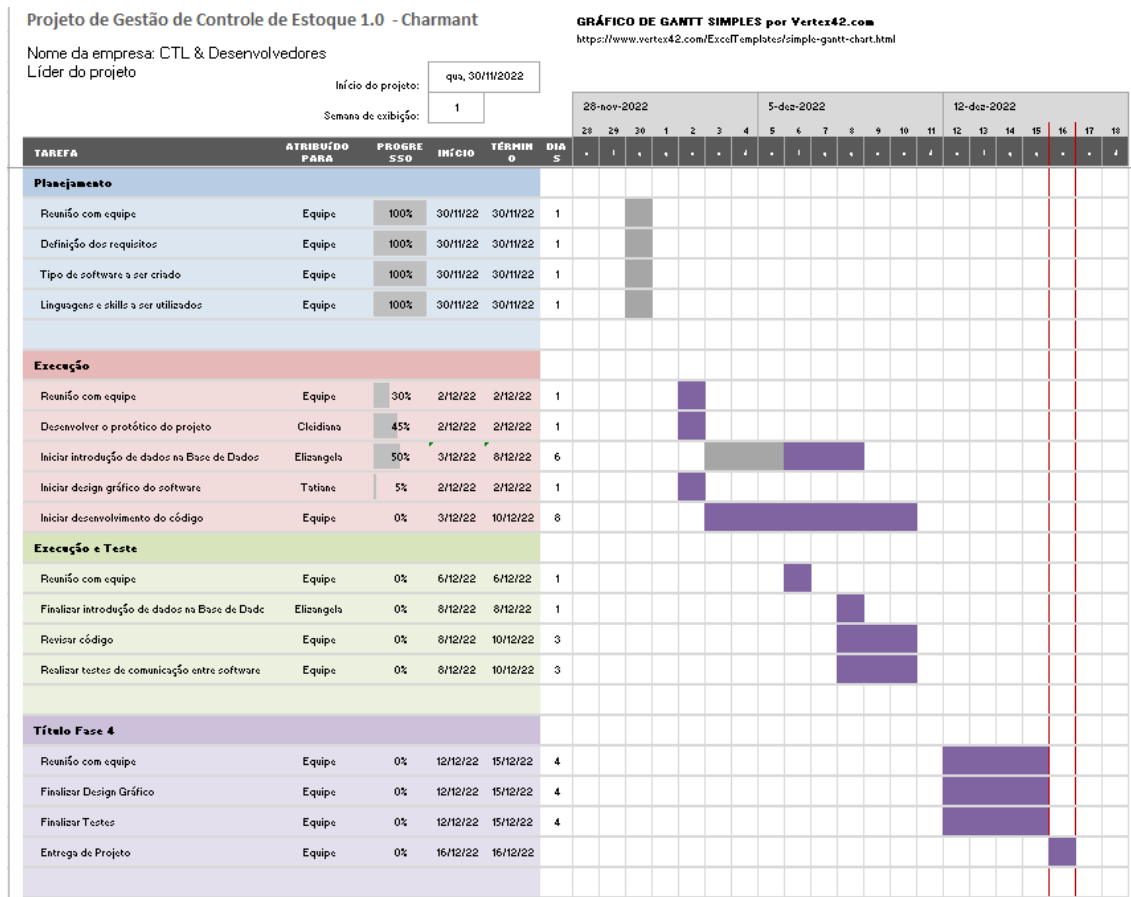 Projeto de Gestão de Controle de Estoque 1.0 - Charmant
GRÁFICO DE GANTT SIMPLES por Vertex42.com
https://www.vertex42.com/ExcelTemplates/simple-gantt-chart.html
Nome da empresa: CTL & Desenvolvedores
Líder do projeto
Início do projeto: qua, 30/11/2022
Semana de exibição: 1
28-nov-2022 5-dez-2022 12-dez-2022
28 29 30 1 2 3 4 5 6 7 8 9 10 11 12 13 14 15 16 17 18
TAREFA ATRIBUÍDO PARA PROGRESSO INÍCIO TÉRMINO DIAS
Planejamento
Reunião com equipe Equipe 100% 30/11/22 30/11/22 1
Definição dos requisitos Equipe 100% 30/11/22 30/11/22 1
Tipo de software a ser criado Equipe 100% 30/11/22 30/11/22 1
Linguagens e skills a ser utilizados Equipe 100% 30/11/22 30/11/22 1
Execução
Reunião com equipe Equipe 30% 2/12/22 2/12/22 1
Desenvolver o protótico do projeto Cleidiana 45% 2/12/22 2/12/22 1
Iniciar introdução de dados na Base de Dados Elizangela 50% 3/12/22 8/12/22 6
Iniciar design gráfico do software Tatiane 5% 2/12/22 2/12/22 1
Iniciar desenvolvimento do código Equipe 0% 3/12/22 10/12/22 8
Execução e Teste
Reunião com equipe Equipe 0% 6/12/22 6/12/22 1
Finalizar introdução de dados na Base de Dadc Elizangela 0% 8/12/22 8/12/22 1
Revisar código Equipe 0% 8/12/22 10/12/22 3
Realizar testes de comunicação entre software Equipe 0% 8/12/22 10/12/22 3
Título Fase 4
Reunião com equipe Equipe 0% 12/12/22 15/12/22 4
Finalizar Design Gráfico Equipe 0% 12/12/22 15/12/22 4
Finalizar Testes Equipe 0% 12/12/22 15/12/22 4
Entrega de Projeto Equipe 0% 16/12/22 16/12/22